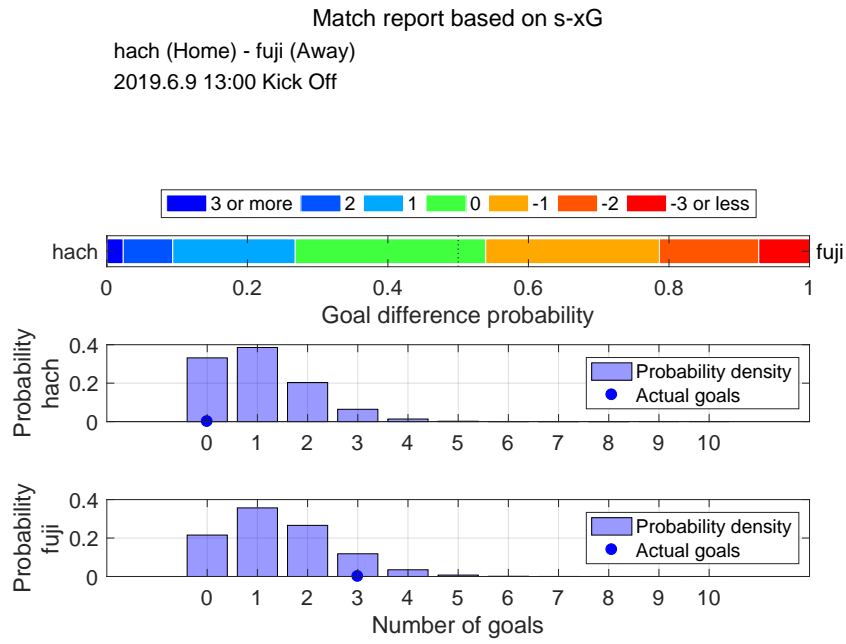 Match report based on s-xG
hach (Home) - fuji (Away)
2019.6.9 13:00 Kick Off
3 or more 2 1 0 -1 -2 -3 or less
hach fuji
0 0.2 0.4 0.6 0.8 1
Goal difference probability
Probability
hach
0.4
0.2
0
Probability density
Actual goals
0 1 2 3 4 5 6 7 8 9 10
Probability
fuji
0.4
0.2
0
Probability density
Actual goals
0 1 2 3 4 5 6 7 8 9 10
Number of goals